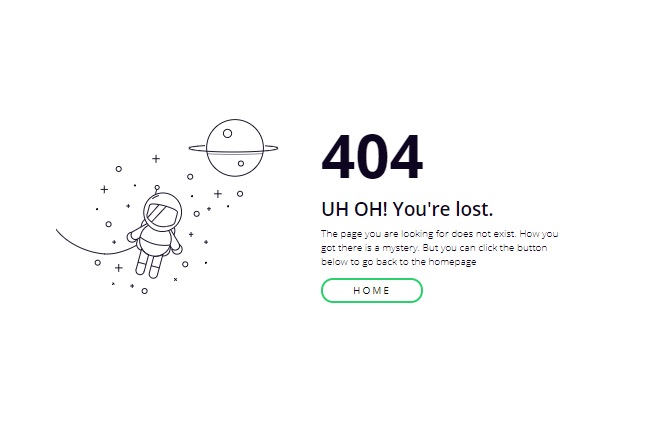 404
UH OH! You're lost.
The page you are looking for does not exist. How you
got there is a mystery. But you can click the button
below to go back to the homepage
HOME